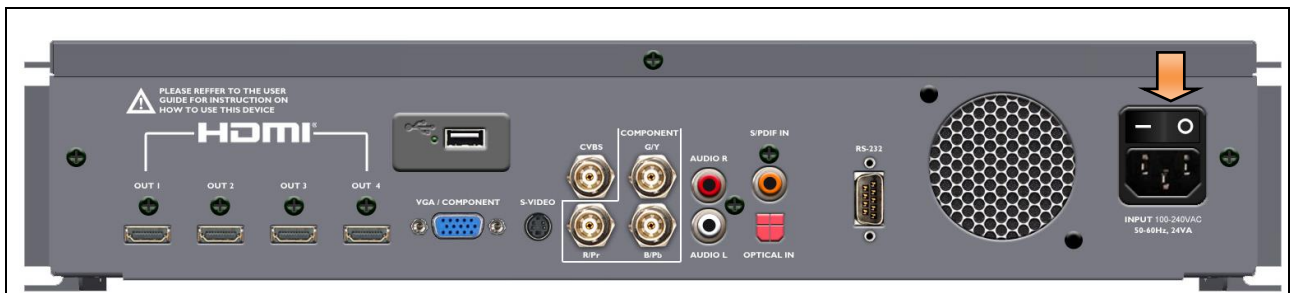 PLEASE REFFER TO THE USER
GUIDE FOR INSTRUCTION ON
HOW TO USE THIS DEVICE
HDMI®
OUT 1
OUT 2
OUT 3
OUT 4
VGA / COMPONENT
S-VIDEO
CVBS
COMPONENT
G/Y
R/Pr
B/Pb
AUDIO R
AUDIO L
S/PDIF IN
OPTICAL IN
RS-232
INPUT 100-240VAC
50-60Hz, 24VA